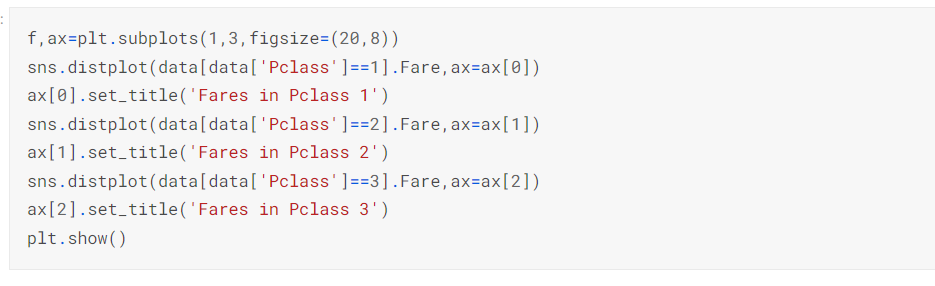 :
f,ax=plt.subplots(1,3,figsize=(20,8))
sns.distplot(data[data['Pclass']==1].Fare,ax=ax[0])
ax[0].set_title('Fares in Pclass 1')
sns.distplot(data[data['Pclass']==2].Fare,ax=ax[1])
ax[1].set_title('Fares in Pclass 2')
sns.distplot(data[data['Pclass']==3].Fare,ax=ax[2])
ax[2].set_title('Fares in Pclass 3')
plt.show()